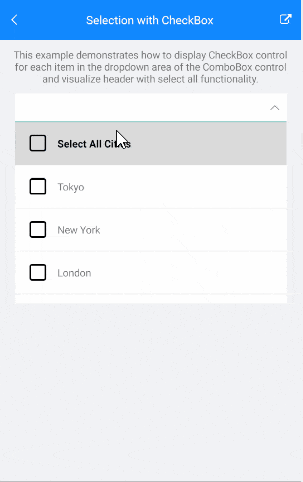 Selection with CheckBox
This example demonstrates how to display CheckBox control
for each item in the dropdown area of the ComboBox control
and visualize header with select all functionality.
Select All Cities
Tokyo
New York
London